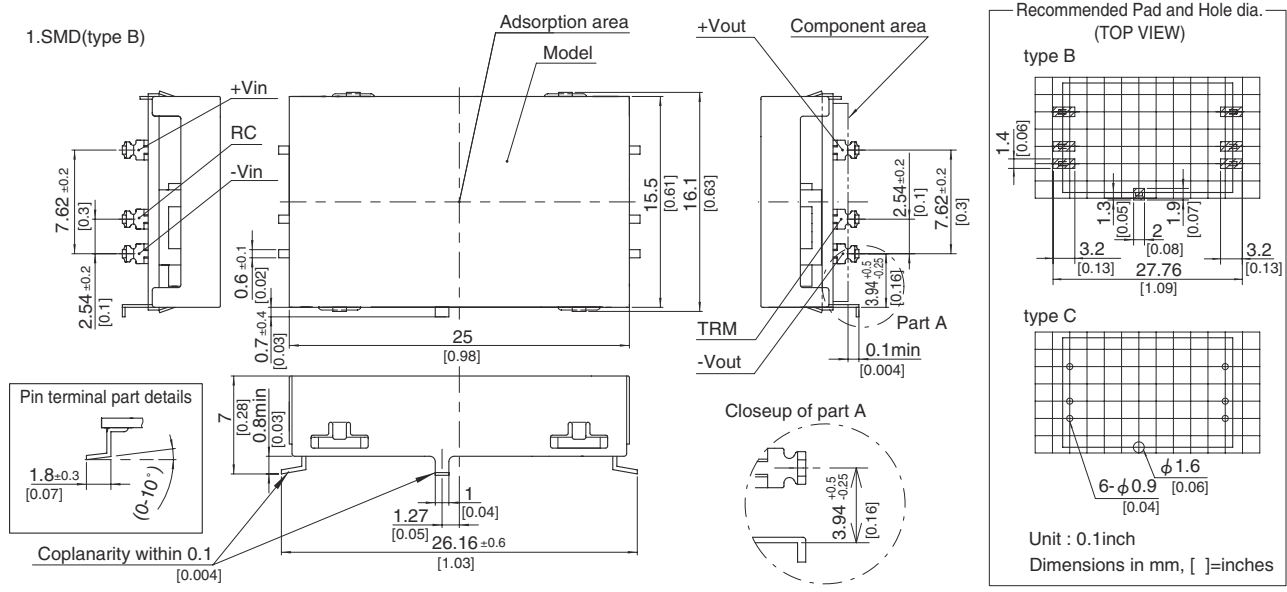 1.SMD(type B)
Adsorption area
Model
+Vin
RC
-Vin
7.62 ±0.2
[0.3]
2.54±0.2
[0.1]
0.6 ±0.1
[0.02]
0.7±0.4
[0.03]
25
[0.98]
15.5
[0.61]
16.1
[0.63]
+Vout
Component area
2.54±0.2
[0.1]
7.62±0.2
[0.3]
3.94 +0.5 -0.25
[0.16]
Part A
TRM
-Vout
0.1min
[0.004]
Pin terminal part details
1.8±0.3
[0.07]
(0-10°)
7
[0.28]
0.8min
[0.03]
1
[0.04]
1.27
[0.05]
26.16 ±0.6
[1.03]
Coplanarity within 0.1
[0.004]
Closeup of part A
3.94 +0.5 -0.25
[0.16]
Recommended Pad and Hole dia.
(TOP VIEW)
type B
1.4
[0.06]
1.3
[0.05]
1.9
[0.07]
2
[0.08]
3.2
[0.13]
3.2
[0.13]
27.76
[1.09]
type C
φ1.6
[0.06]
6-φ0.9
[0.04]
Unit : 0.1inch
Dimensions in mm, [ ]=inches